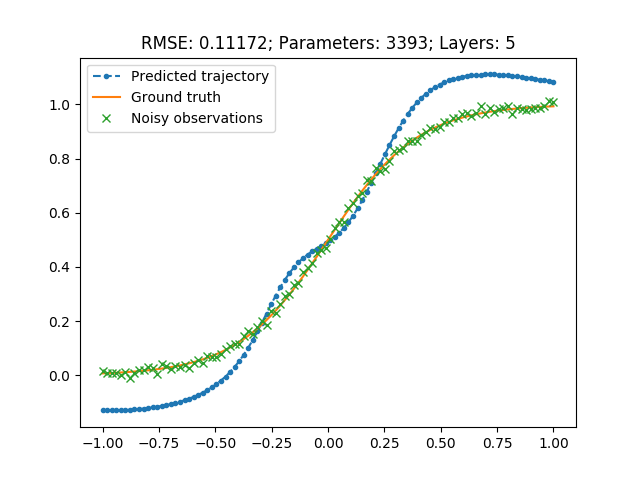 RMSE: 0.11172; Parameters: 3393; Layers: 5
Predicted trajectory
Ground truth
Noisy observations
1.0
0.8
0.6
0.4
0.2
0.0
−1.00 −0.75 −0.50 −0.25 0.00 0.25 0.50 0.75 1.00